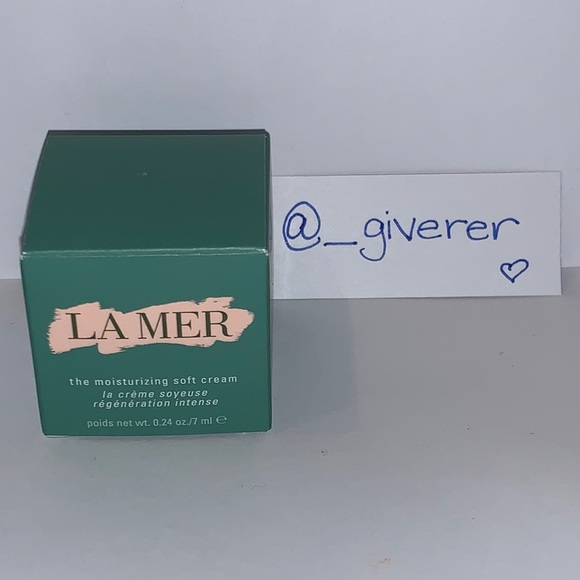 LA MER
the moisturizing soft cream
la crème soyeuse
régénération intense
poids net wt. 0.24 oz./7 ml ℮
@_giverer